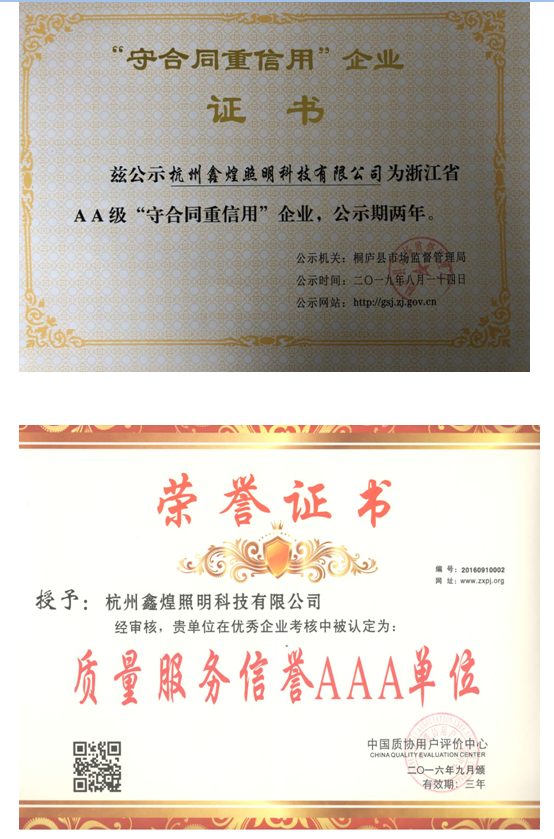 “守合同重信用”企业
证 书
兹公示杭州鑫煌照明科技有限公司为浙江省
AA级“守合同重信用”企业，公示期两年。
公示机关：桐庐县市场监督管理局
公示时间：二〇一九年八月一十四日
公示网站：http://gsj.zj.gov.cn
荣誉证书
编 号：20160910002
网 址：www.zxpj.org
授予：杭州鑫煌照明科技有限公司
经审核，贵单位在优秀企业考核中被认定为：
质量服务信誉AAA单位
中国质协用户评价中心
CHINA QUALITY EVALUATION CENTER
二〇一六年九月颁
有效期：三年